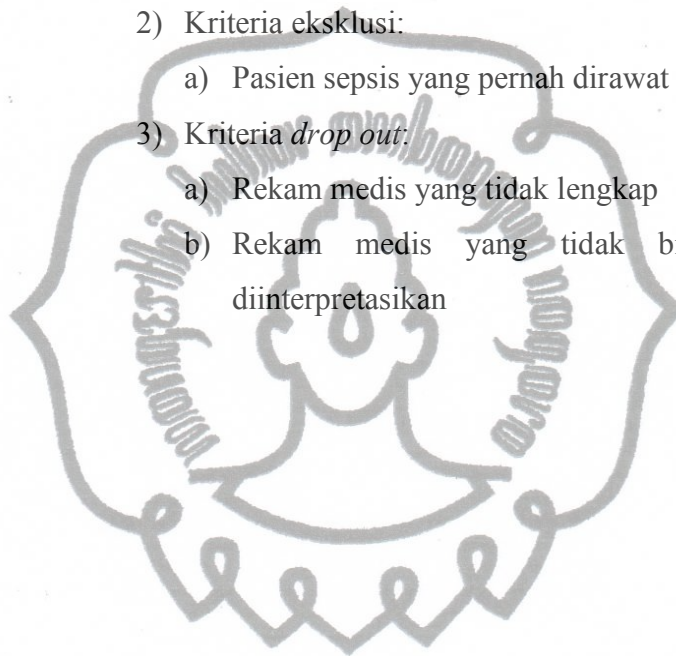 2) Kriteria eksklusi:
a) Pasien sepsis yang pernah dirawat
3) Kriteria drop out:
a) Rekam medis yang tidak lengkap
b) Rekam medis yang tidak
diinterpretasikan